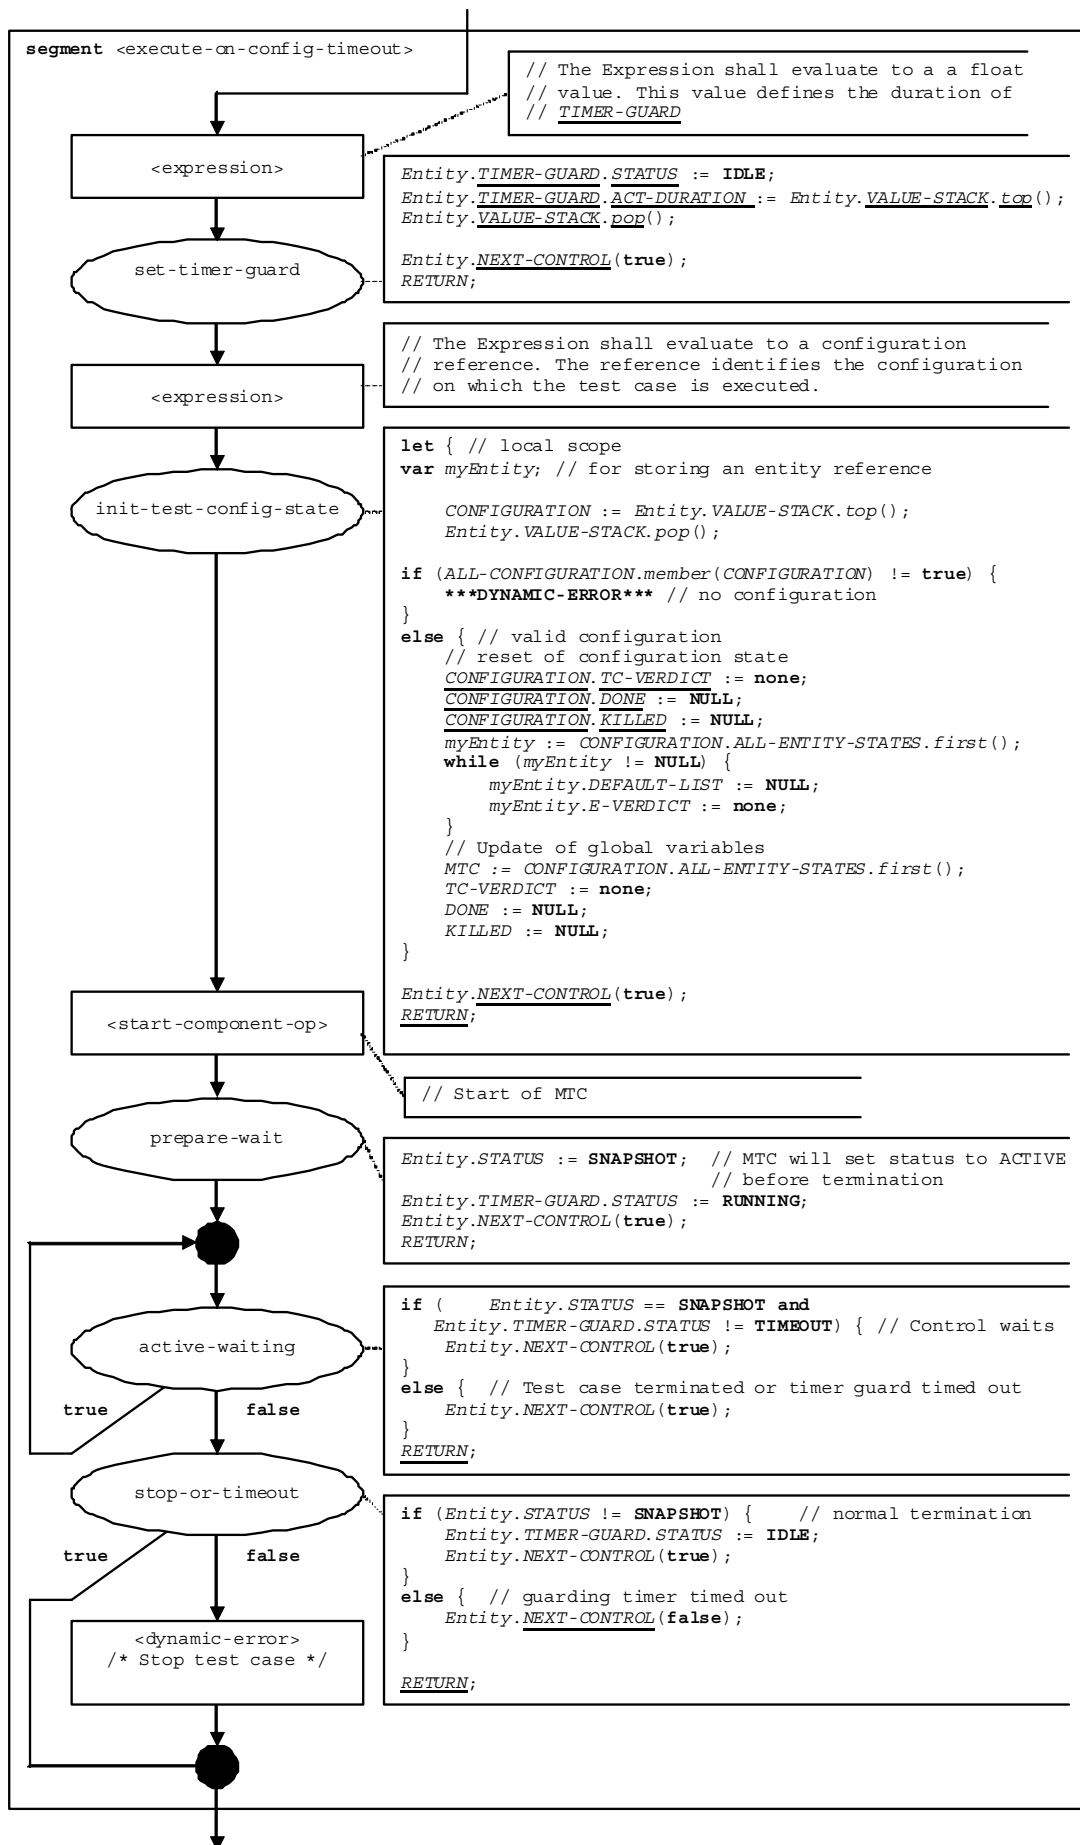 segment <execute-on-config-timeout>
// The Expression shall evaluate to a a float
// value. This value defines the duration of
// TIMER-GUARD
<expression>
Entity.TIMER-GUARD.STATUS := IDLE;
Entity.TIMER-GUARD.ACT-DURATION := Entity.VALUE-STACK.top();
Entity.VALUE-STACK.pop();
Entity.NEXT-CONTROL(true);
RETURN;
set-timer-guard
// The Expression shall evaluate to a configuration
// reference. The reference identifies the configuration
// on which the test case is executed.
<expression>
let { // local scope
var myEntity; // for storing an entity reference
CONFIGURATION := Entity.VALUE-STACK.top();
Entity.VALUE-STACK.pop();
if (ALL-CONFIGURATION.member(CONFIGURATION) != true) {
***DYNAMIC-ERROR*** // no configuration
}
else { // valid configuration
// reset of configuration state
CONFIGURATION.TC-VERDICT := none;
CONFIGURATION.DONE := NULL;
CONFIGURATION.KILLED := NULL;
myEntity := CONFIGURATION.ALL-ENTITY-STATES.first();
while (myEntity != NULL) {
myEntity.DEFAULT-LIST := NULL;
myEntity.E-VERDICT := none;
}
// Update of global variables
MTC := CONFIGURATION.ALL-ENTITY-STATES.first();
TC-VERDICT := none;
DONE := NULL;
KILLED := NULL;
}
Entity.NEXT-CONTROL(true);
RETURN;
init-test-config-state
<start-component-op>
// Start of MTC
prepare-wait
Entity.STATUS := SNAPSHOT; // MTC will set status to ACTIVE
// before termination
Entity.TIMER-GUARD.STATUS := RUNNING;
Entity.NEXT-CONTROL(true);
RETURN;
if ( Entity.STATUS == SNAPSHOT and
Entity.TIMER-GUARD.STATUS != TIMEOUT) { // Control waits
Entity.NEXT-CONTROL(true);
}
else { // Test case terminated or timer guard timed out
Entity.NEXT-CONTROL(true);
}
RETURN;
active-waiting
true
false
stop-or-timeout
if (Entity.STATUS != SNAPSHOT) { // normal termination
Entity.TIMER-GUARD.STATUS := IDLE;
Entity.NEXT-CONTROL(true);
}
else { // guarding timer timed out
Entity.NEXT-CONTROL(false);
}
RETURN;
true
false
<dynamic-error>
/* Stop test case */